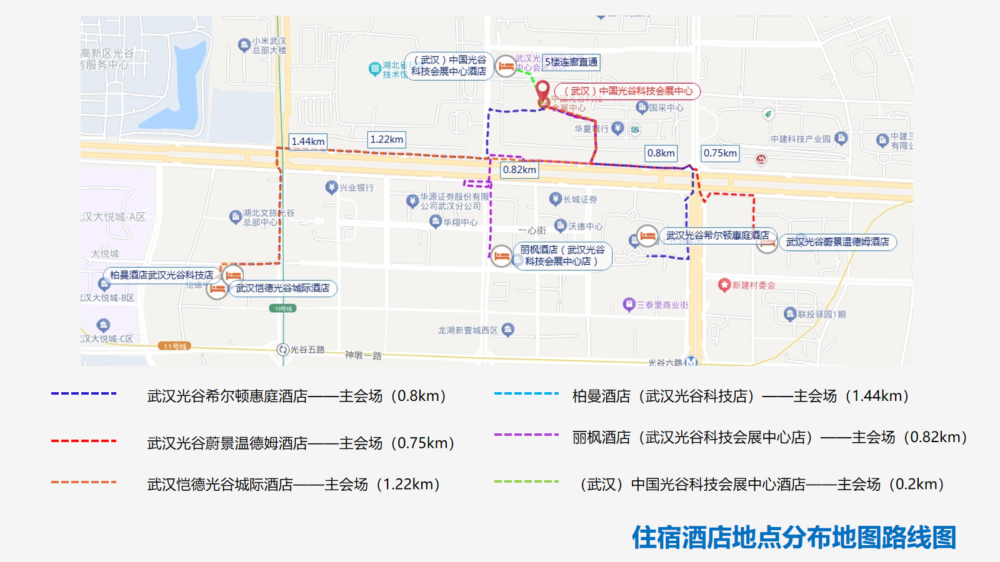 小米武汉
总部大楼
高新区光谷
务服务中心
湖北省科
技术馆
（武汉）中国光谷
科技会展中心酒店
5楼连廊直通
（武汉）中国光谷科技会展中心
中国光谷科技
会展中心
国采中心
华夏银行
中建科技产业园
中建三
有限公
1.44km
1.22km
0.8km
0.75km
0.82km
兴业银行
华源证券股份有限
公司武汉分公司
长城证券
湖北文旅光谷
总部中心
华翔中心
一心街
沃德中心
汉大悦城-A区
大悦城
武汉光谷希尔顿惠庭酒店
武汉光谷蔚景温德姆酒店
丽枫酒店（武汉光谷
科技会展中心店）
柏曼酒店武汉光谷科技店
武汉恺德光谷城际酒店
新建村委会
汉大悦城-B区
19号线
三泰里商业街
联投驿园1期
龙湖新壹城西区
汉大悦城-C区
11号线
光谷五路
神墩一路
光谷六路
武汉光谷希尔顿惠庭酒店——主会场（0.8km）
柏曼酒店（武汉光谷科技店）——主会场（1.44km）
武汉光谷蔚景温德姆酒店——主会场（0.75km）
丽枫酒店（武汉光谷科技会展中心店）——主会场（0.82km）
武汉恺德光谷城际酒店——主会场（1.22km）
（武汉）中国光谷科技会展中心酒店——主会场（0.2km）
住宿酒店地点分布地图路线图